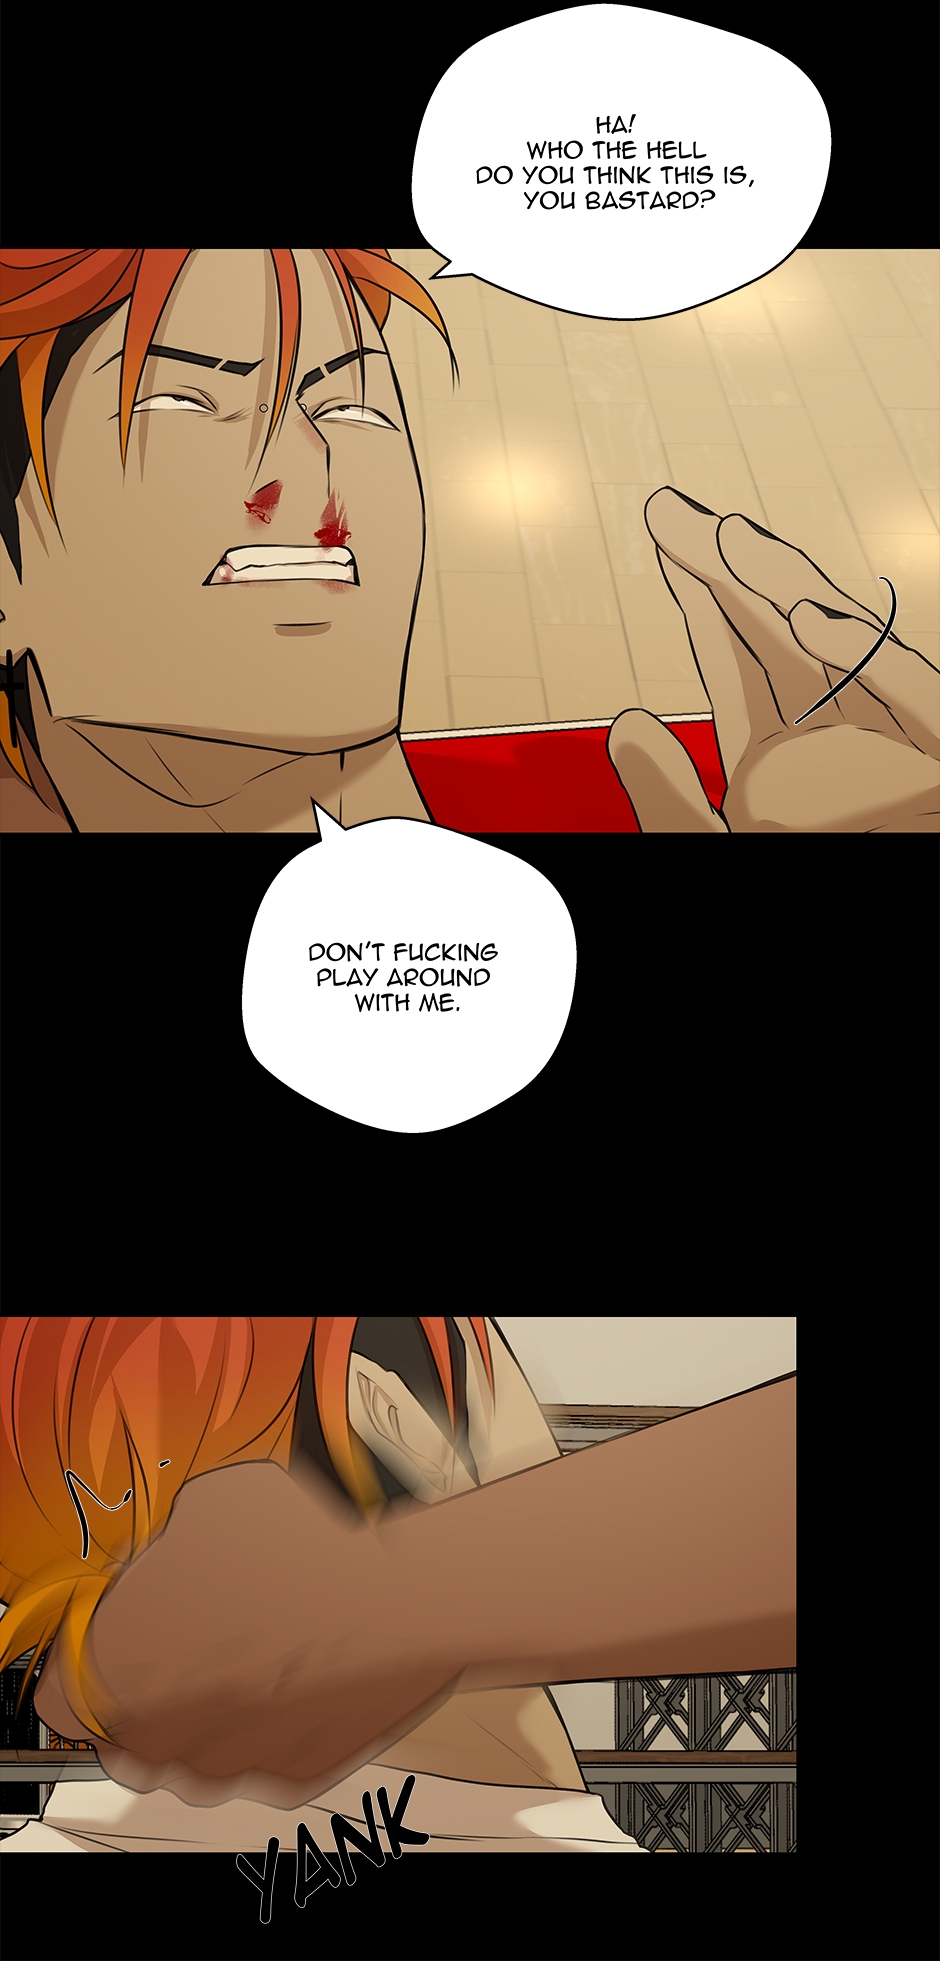 HA!
WHO THE HELL
DO YOU THINK THIS IS,
YOU BASTARD?
DON'T FUCKING
PLAY AROUND
WITH ME.
YANK